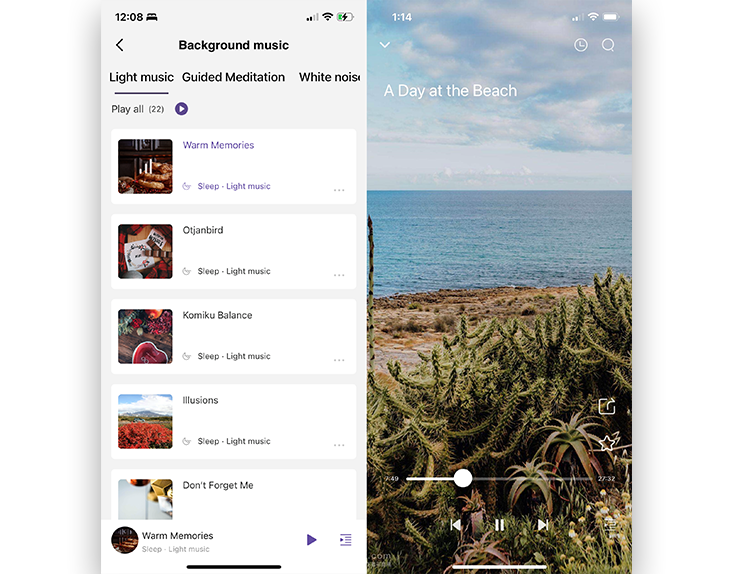 12:08
Background music
Light music Guided Meditation White noise
Play all (22)
Warm Memories
Sleep · Light music
Otjanbird
Sleep · Light music
Komiku Balance
Sleep · Light music
Illusions
Sleep · Light music
Don't Forget Me
Warm Memories
Sleep · Light music
1:14
A Day at the Beach
7:49
27:32
.com